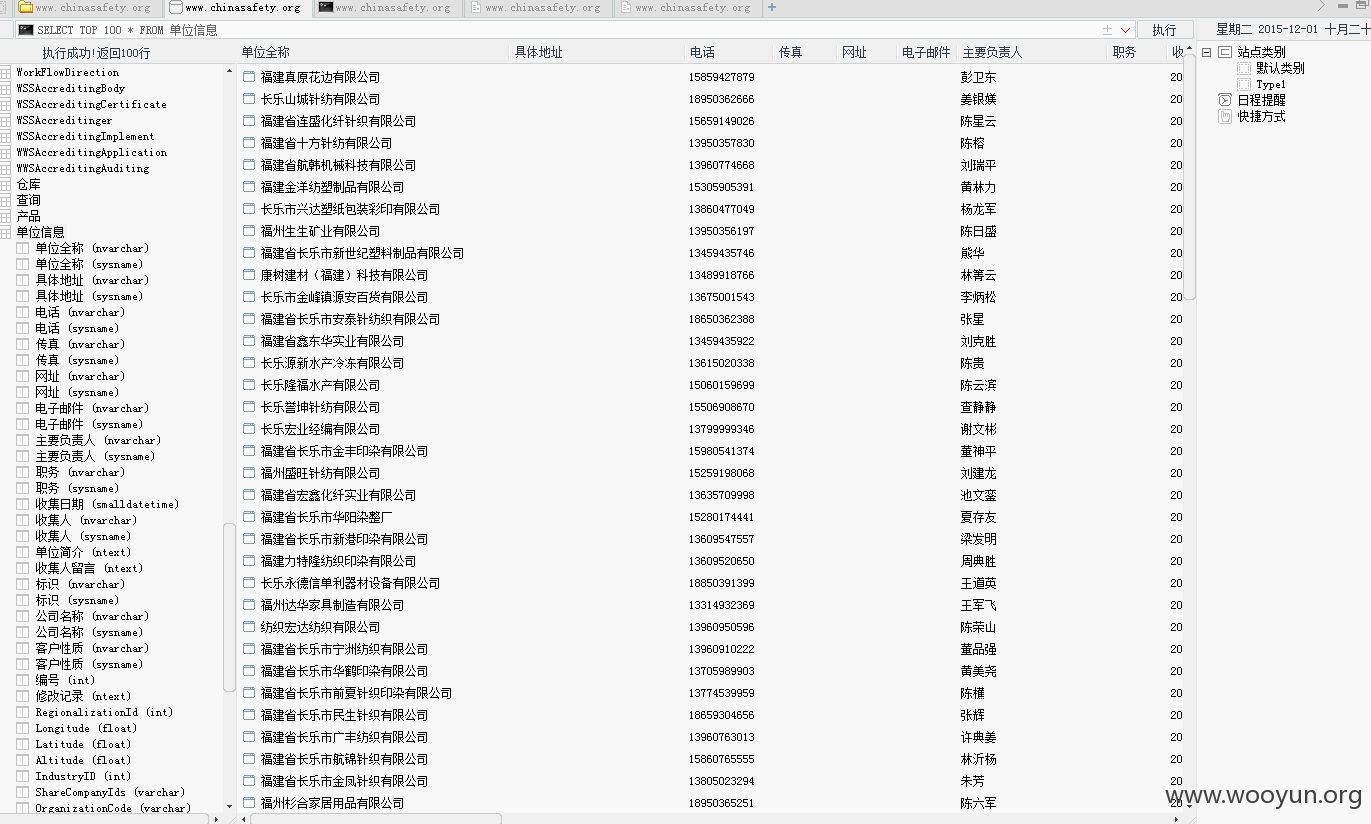 www.chinasafety.org www.chinasafety.org www.chinasafety.org www.chinasafety.org www.chinasafety.org +
SELECT TOP 100 * FROM 单位信息 执行 星期二 2015-12-01 十月二十
执行成功!返回100行
WorkFlowDirection
WSSAccreditingBody
WSSAccreditingCertificate
WSSAccreditinger
WSSAccreditingImplement
WWSAccreditingApplication
WWSAccreditingAuditing
仓库
查询
产品
单位信息
单位全称 (nvarchar)
单位全称 (sysname)
具体地址 (nvarchar)
具体地址 (sysname)
电话 (nvarchar)
电话 (sysname)
传真 (nvarchar)
传真 (sysname)
网址 (nvarchar)
网址 (sysname)
电子邮件 (nvarchar)
电子邮件 (sysname)
主要负责人 (nvarchar)
主要负责人 (sysname)
职务 (nvarchar)
职务 (sysname)
收集日期 (smalldatetime)
收集人 (nvarchar)
收集人 (sysname)
单位简介 (ntext)
收集人留言 (ntext)
标识 (nvarchar)
标识 (sysname)
公司名称 (nvarchar)
公司名称 (sysname)
客户性质 (nvarchar)
客户性质 (sysname)
编号 (int)
修改记录 (ntext)
RegionalizationId (int)
Longitude (float)
Latitude (float)
Altitude (float)
IndustryID (int)
ShareCompanyIds (varchar)
OrganizationCode (varchar)
单位全称 具体地址 电话 传真 网址 电子邮件 主要负责人 职务 收
福建真原花边有限公司 15859427879 彭卫东 20
长乐山城针纺有限公司 18950362666 姜银媄 20
福建省连盛化纤针织有限公司 15659149026 陈星云 20
福建省十方针纺有限公司 13950357830 陈榕 20
福建省航韩机械科技有限公司 13960774668 刘瑞平 20
福建金洋纺塑制品有限公司 15305905391 黄林力 20
长乐市兴达塑纸包装彩印有限公司 13860477049 杨龙军 20
福州生生矿业有限公司 13950356197 陈日盛 20
福建省长乐市新世纪塑料制品有限公司 13459435746 熊华 20
康树建材（福建）科技有限公司 13489918766 林箐云 20
长乐市金峰镇源安百货有限公司 13675001543 李炳松 20
福建省长乐市安泰针纺织有限公司 18650362388 张星 20
福建省鑫东华实业有限公司 13459435922 刘克胜 20
长乐源新水产冷冻有限公司 13615020338 陈贵 20
长乐隆福水产有限公司 15060159699 陈云滨 20
长乐誉坤针纺有限公司 15506908670 查静静 20
长乐宏业经编有限公司 13799999346 谢文彬 20
福建省长乐市金丰印染有限公司 15980541374 董神平 20
福州盛旺针纺有限公司 15259198068 刘建龙 20
福建省宏鑫化纤实业有限公司 13635709998 池文銮 20
福建省长乐市华阳染整厂 15280174441 夏存友 20
福建省长乐市新港印染有限公司 13609547557 梁发明 20
福建力特隆纺织印染有限公司 13609520650 周典胜 20
长乐永德信单利器材设备有限公司 18850391399 王道英 20
福州达华家具制造有限公司 13314932369 王军飞 20
纺织宏达纺织有限公司 13960950596 陈荣山 20
福建省长乐市宁洲纺织有限公司 13960910222 董品强 20
福建省长乐市华鹤印染有限公司 13705989903 黄美尧 20
福建省长乐市前夏针织印染有限公司 13774539959 陈横 20
福建省长乐市民生针织有限公司 18659304656 张辉 20
福建省长乐市广丰纺织有限公司 13960763013 许典姜 20
福建省长乐市航锦针织有限公司 15860765555 林沂杨 20
福建省长乐市金凤针织有限公司 13805023294 朱芳 20
福州杉合家居用品有限公司 18950365251 陈六军 20
站点类别
默认类别
Type1
日程提醒
快捷方式
www.wooyun.org